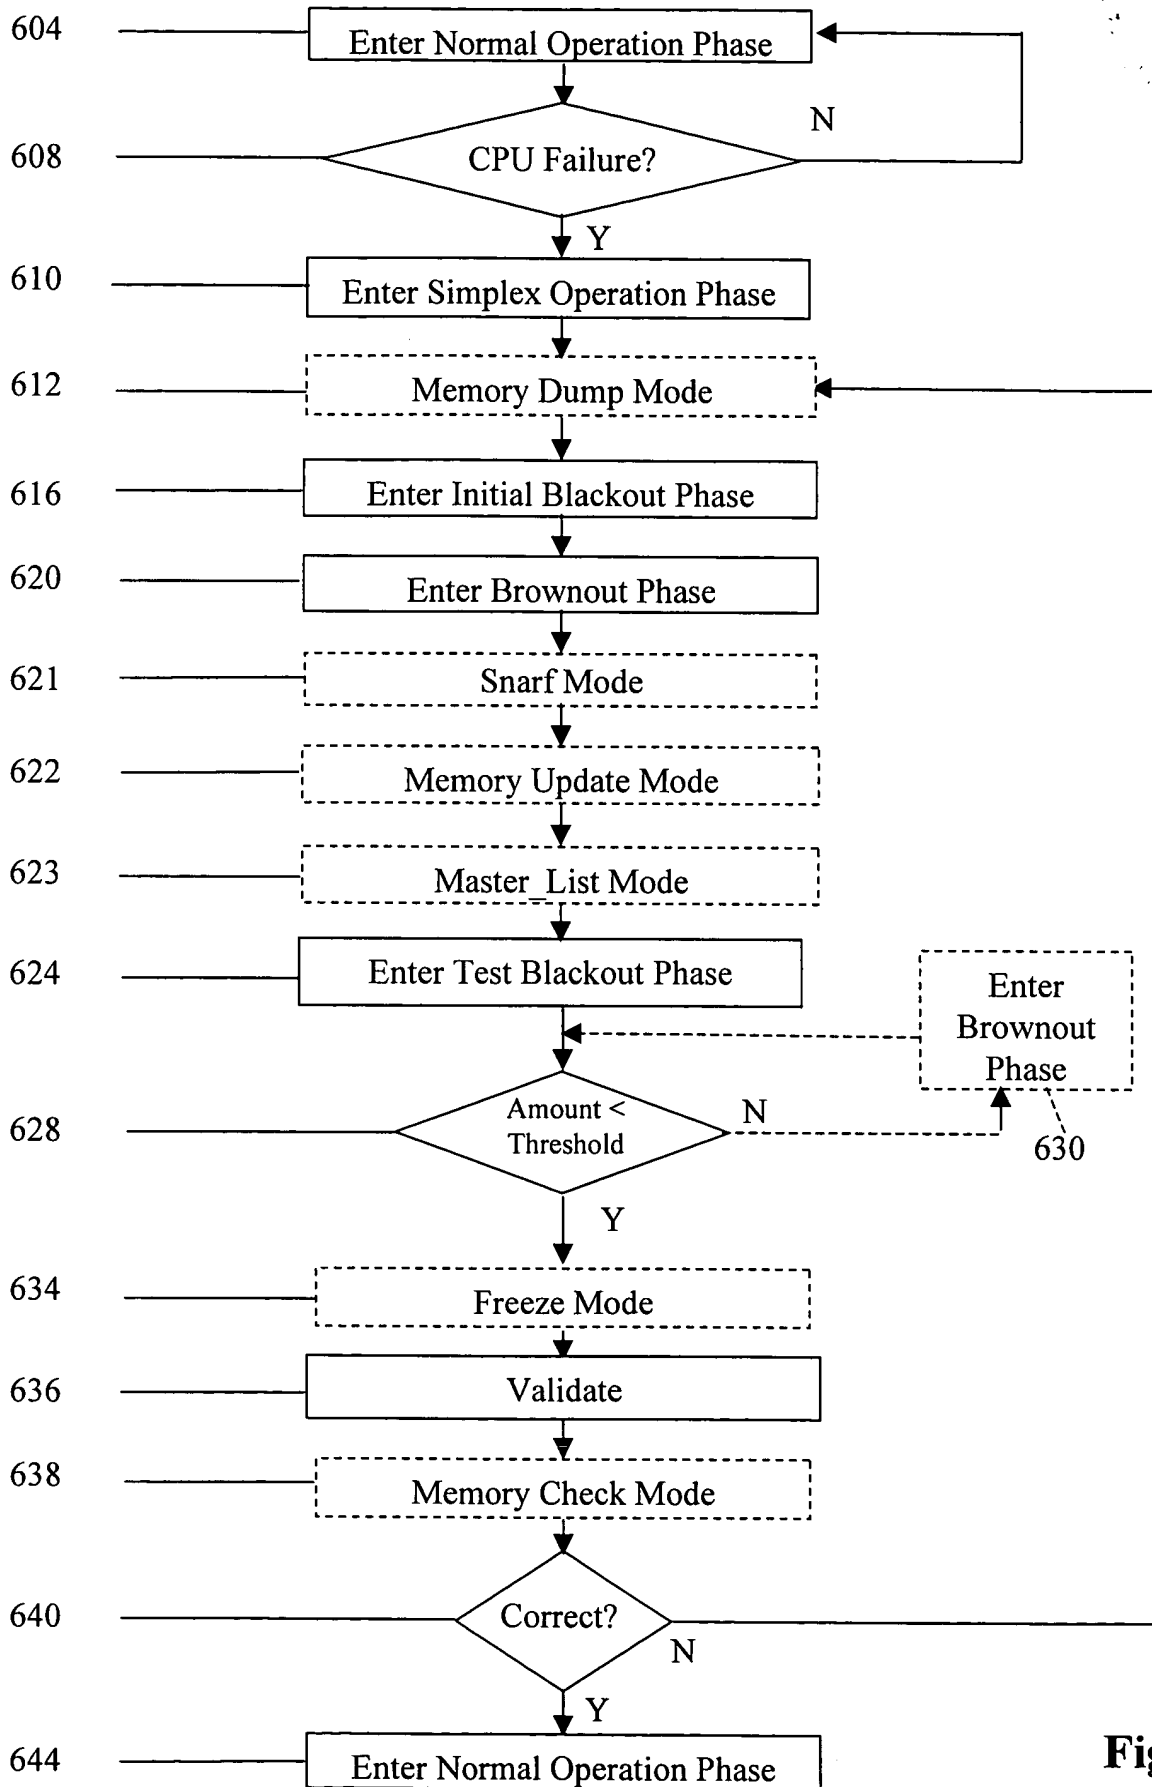 604
Enter Normal Operation Phase
N
608
CPU Failure?
Y
610
Enter Simplex Operation Phase
612
Memory Dump Mode
616
Enter Initial Blackout Phase
620
Enter Brownout Phase
621
Snarf Mode
622
Memory Update Mode
623
Master_List Mode
624
Enter Test Blackout Phase
Enter
Brownout
Phase
630
628
Amount <
Threshold
N
Y
634
Freeze Mode
636
Validate
638
Memory Check Mode
640
Correct?
N
Y
644
Enter Normal Operation Phase